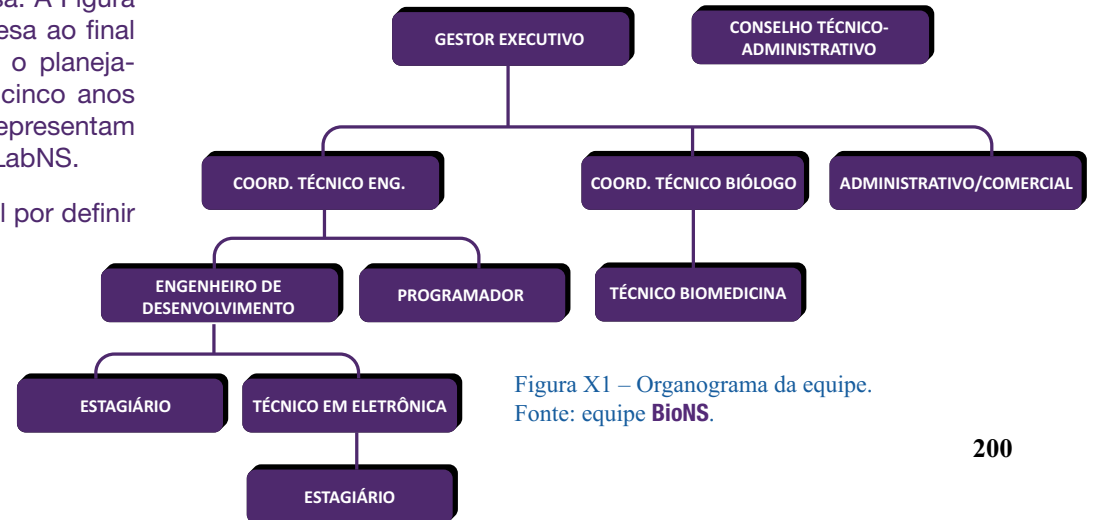 sa. A Figura
esa ao final
o planeja-
cinco anos
epresentam
LabNS.
l por definir
GESTOR EXECUTIVO
CONSELHO TÉCNICO-
ADMINISTRATIVO
COORD. TÉCNICO ENG.
COORD. TÉCNICO BIÓLOGO
ADMINISTRATIVO/COMERCIAL
ENGENHEIRO DE
DESENVOLVIMENTO
PROGRAMADOR
TÉCNICO BIOMEDICINA
ESTAGIÁRIO
TÉCNICO EM ELETRÔNICA
ESTAGIÁRIO
Figura X1 – Organograma da equipe.
Fonte: equipe BioNS.
200